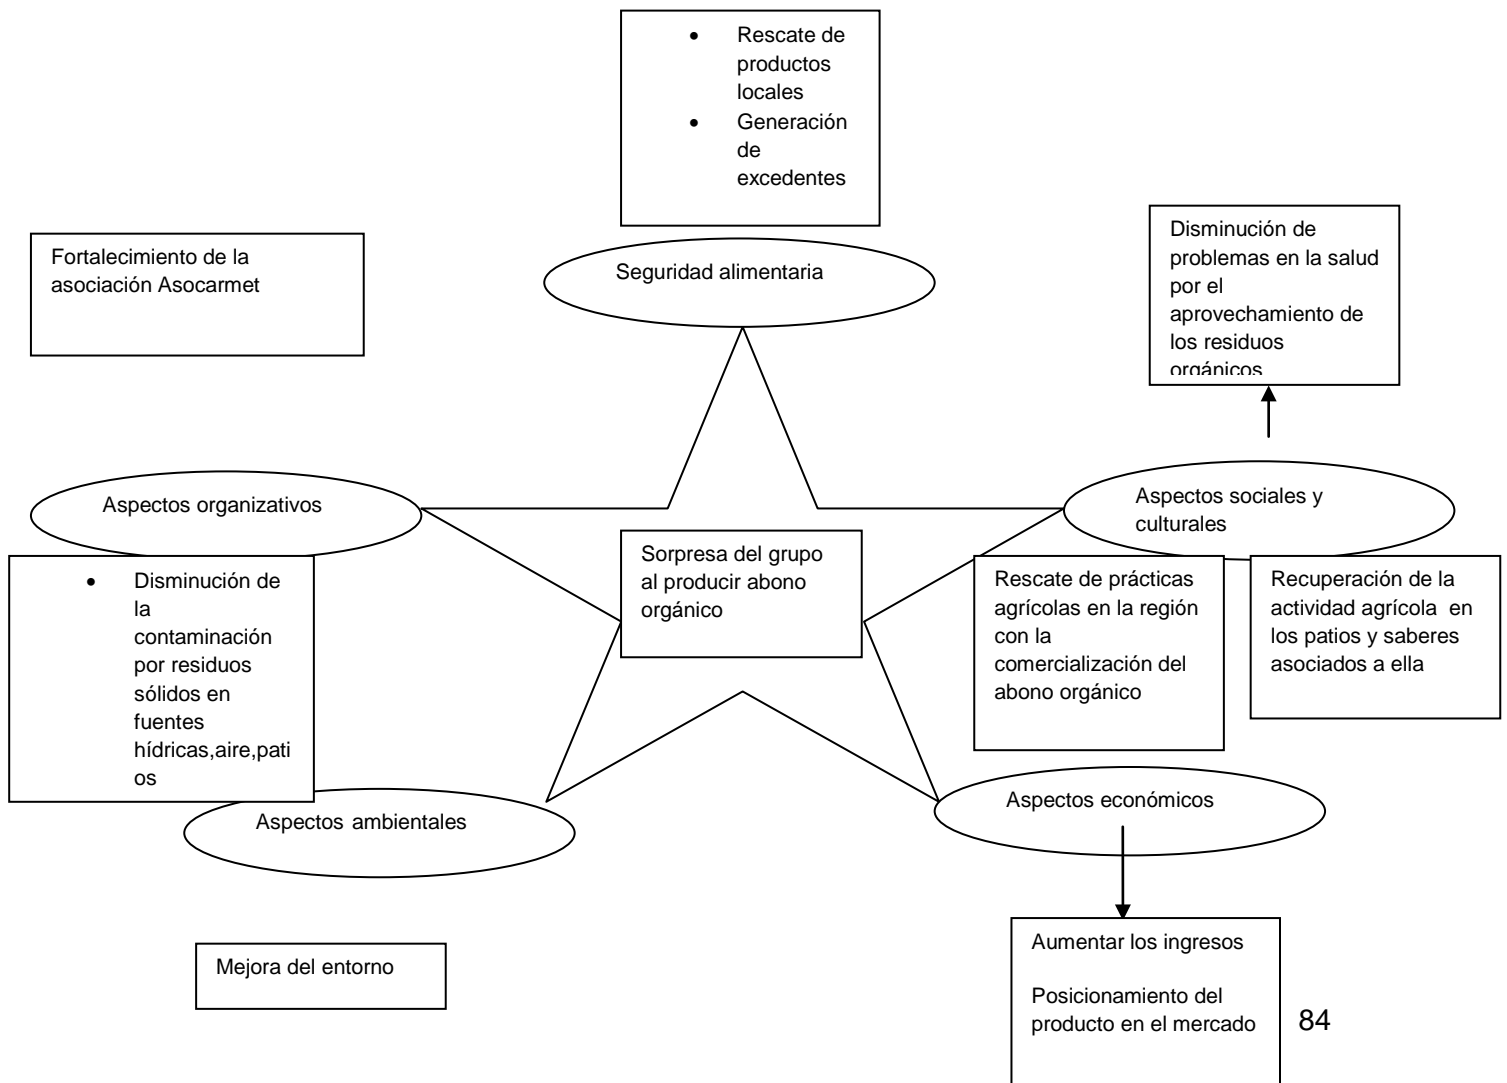 • Rescate de
productos
locales
• Generación
de
excedentes
Fortalecimiento de la
asociación Asocarmet
Seguridad alimentaria
Disminución de
problemas en la salud
por el
aprovechamiento de
los residuos
orgánicos
Aspectos organizativos
Aspectos sociales y
culturales
Sorpresa del grupo
al producir abono
orgánico
• Disminución de
la
contaminación
por residuos
sólidos en
fuentes
hídricas,aire,pati
os
Rescate de prácticas
agrícolas en la región
con la
comercialización del
abono orgánico
Recuperación de la
actividad agrícola  en
los patios y saberes
asociados a ella
Aspectos ambientales
Aspectos económicos
Mejora del entorno
Aumentar los ingresos
Posicionamiento del
producto en el mercado
84